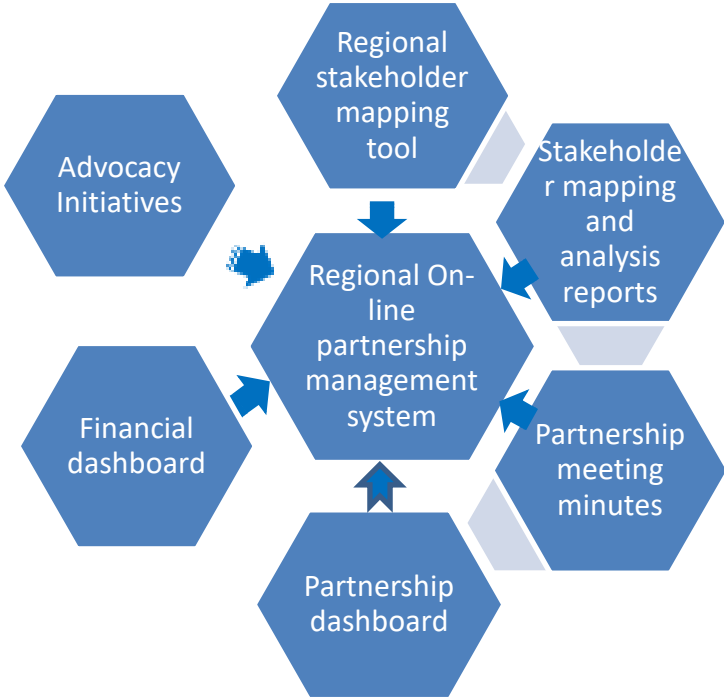 Regional
stakeholder
mapping
tool
Stakeholde
r mapping
and
analysis
reports
Advocacy
Initiatives
Regional On-
line
partnership
management
system
Financial
dashboard
Partnership
meeting
minutes
Partnership
dashboard